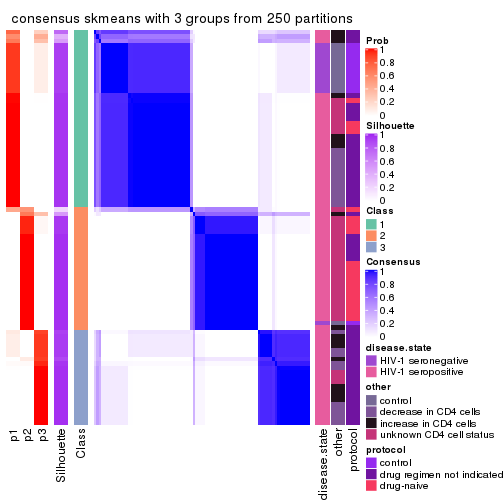 consensus skmeans with 3 groups from 250 partitions
Prob
1
0.8
0.6
0.4
0.2
0
Silhouette
1
0.8
0.6
0.4
0.2
0
Class
1
2
3
Consensus
1
0.8
0.6
0.4
0.2
0
disease.state
HIV-1 seronegative
HIV-1 seropositive
other
control
decrease in CD4 cells
increase in CD4 cells
unknown CD4 cell status
protocol
control
drug regimen not indicated
drug-naive
p1
p2
p3
Silhouette
Class
disease.state
other
protocol